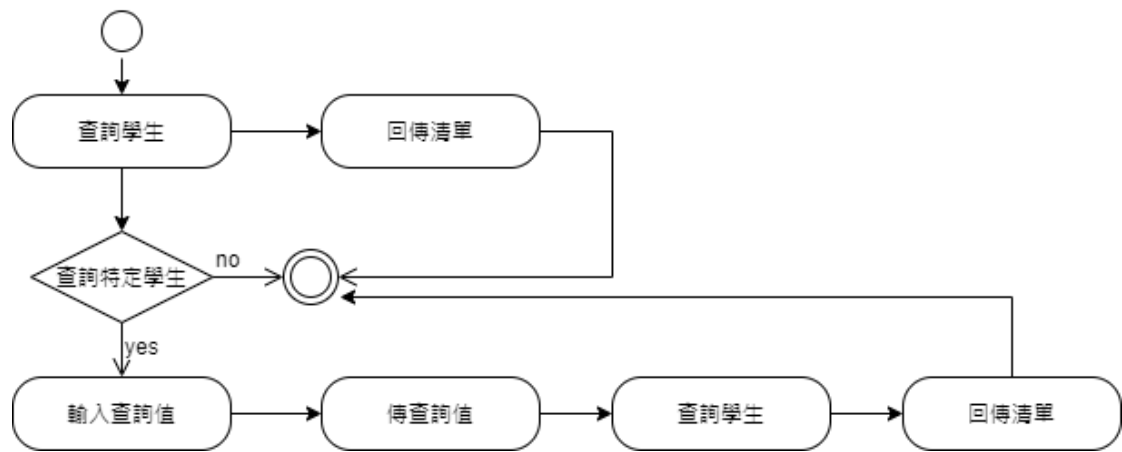 查詢學生
回傳清單
查詢特定學生
no
yes
輸入查詢值
傳查詢值
查詢學生
回傳清單